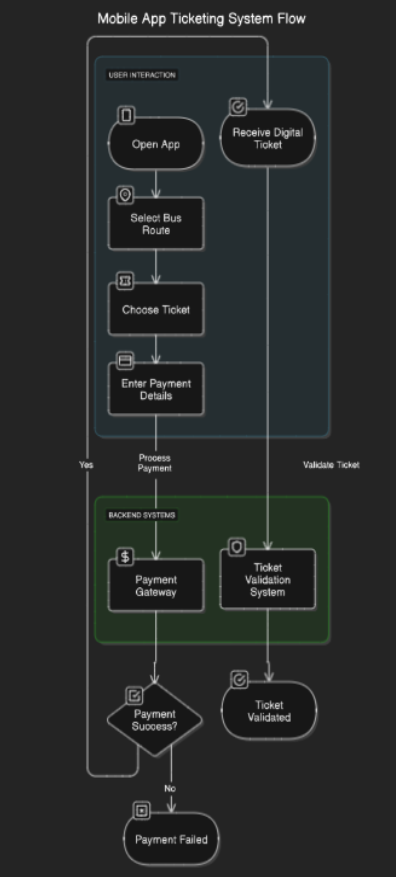 Mobile App Ticketing System Flow
USER INTERACTION
Open App
Receive Digital
Ticket
Select Bus
Route
Choose Ticket
Enter Payment
Details
Yes
Process
Payment
Validate Ticket
BACKEND SYSTEMS
$
Payment
Gateway
Ticket
Validation
System
Payment
Success?
Ticket
Validated
No
Payment Failed